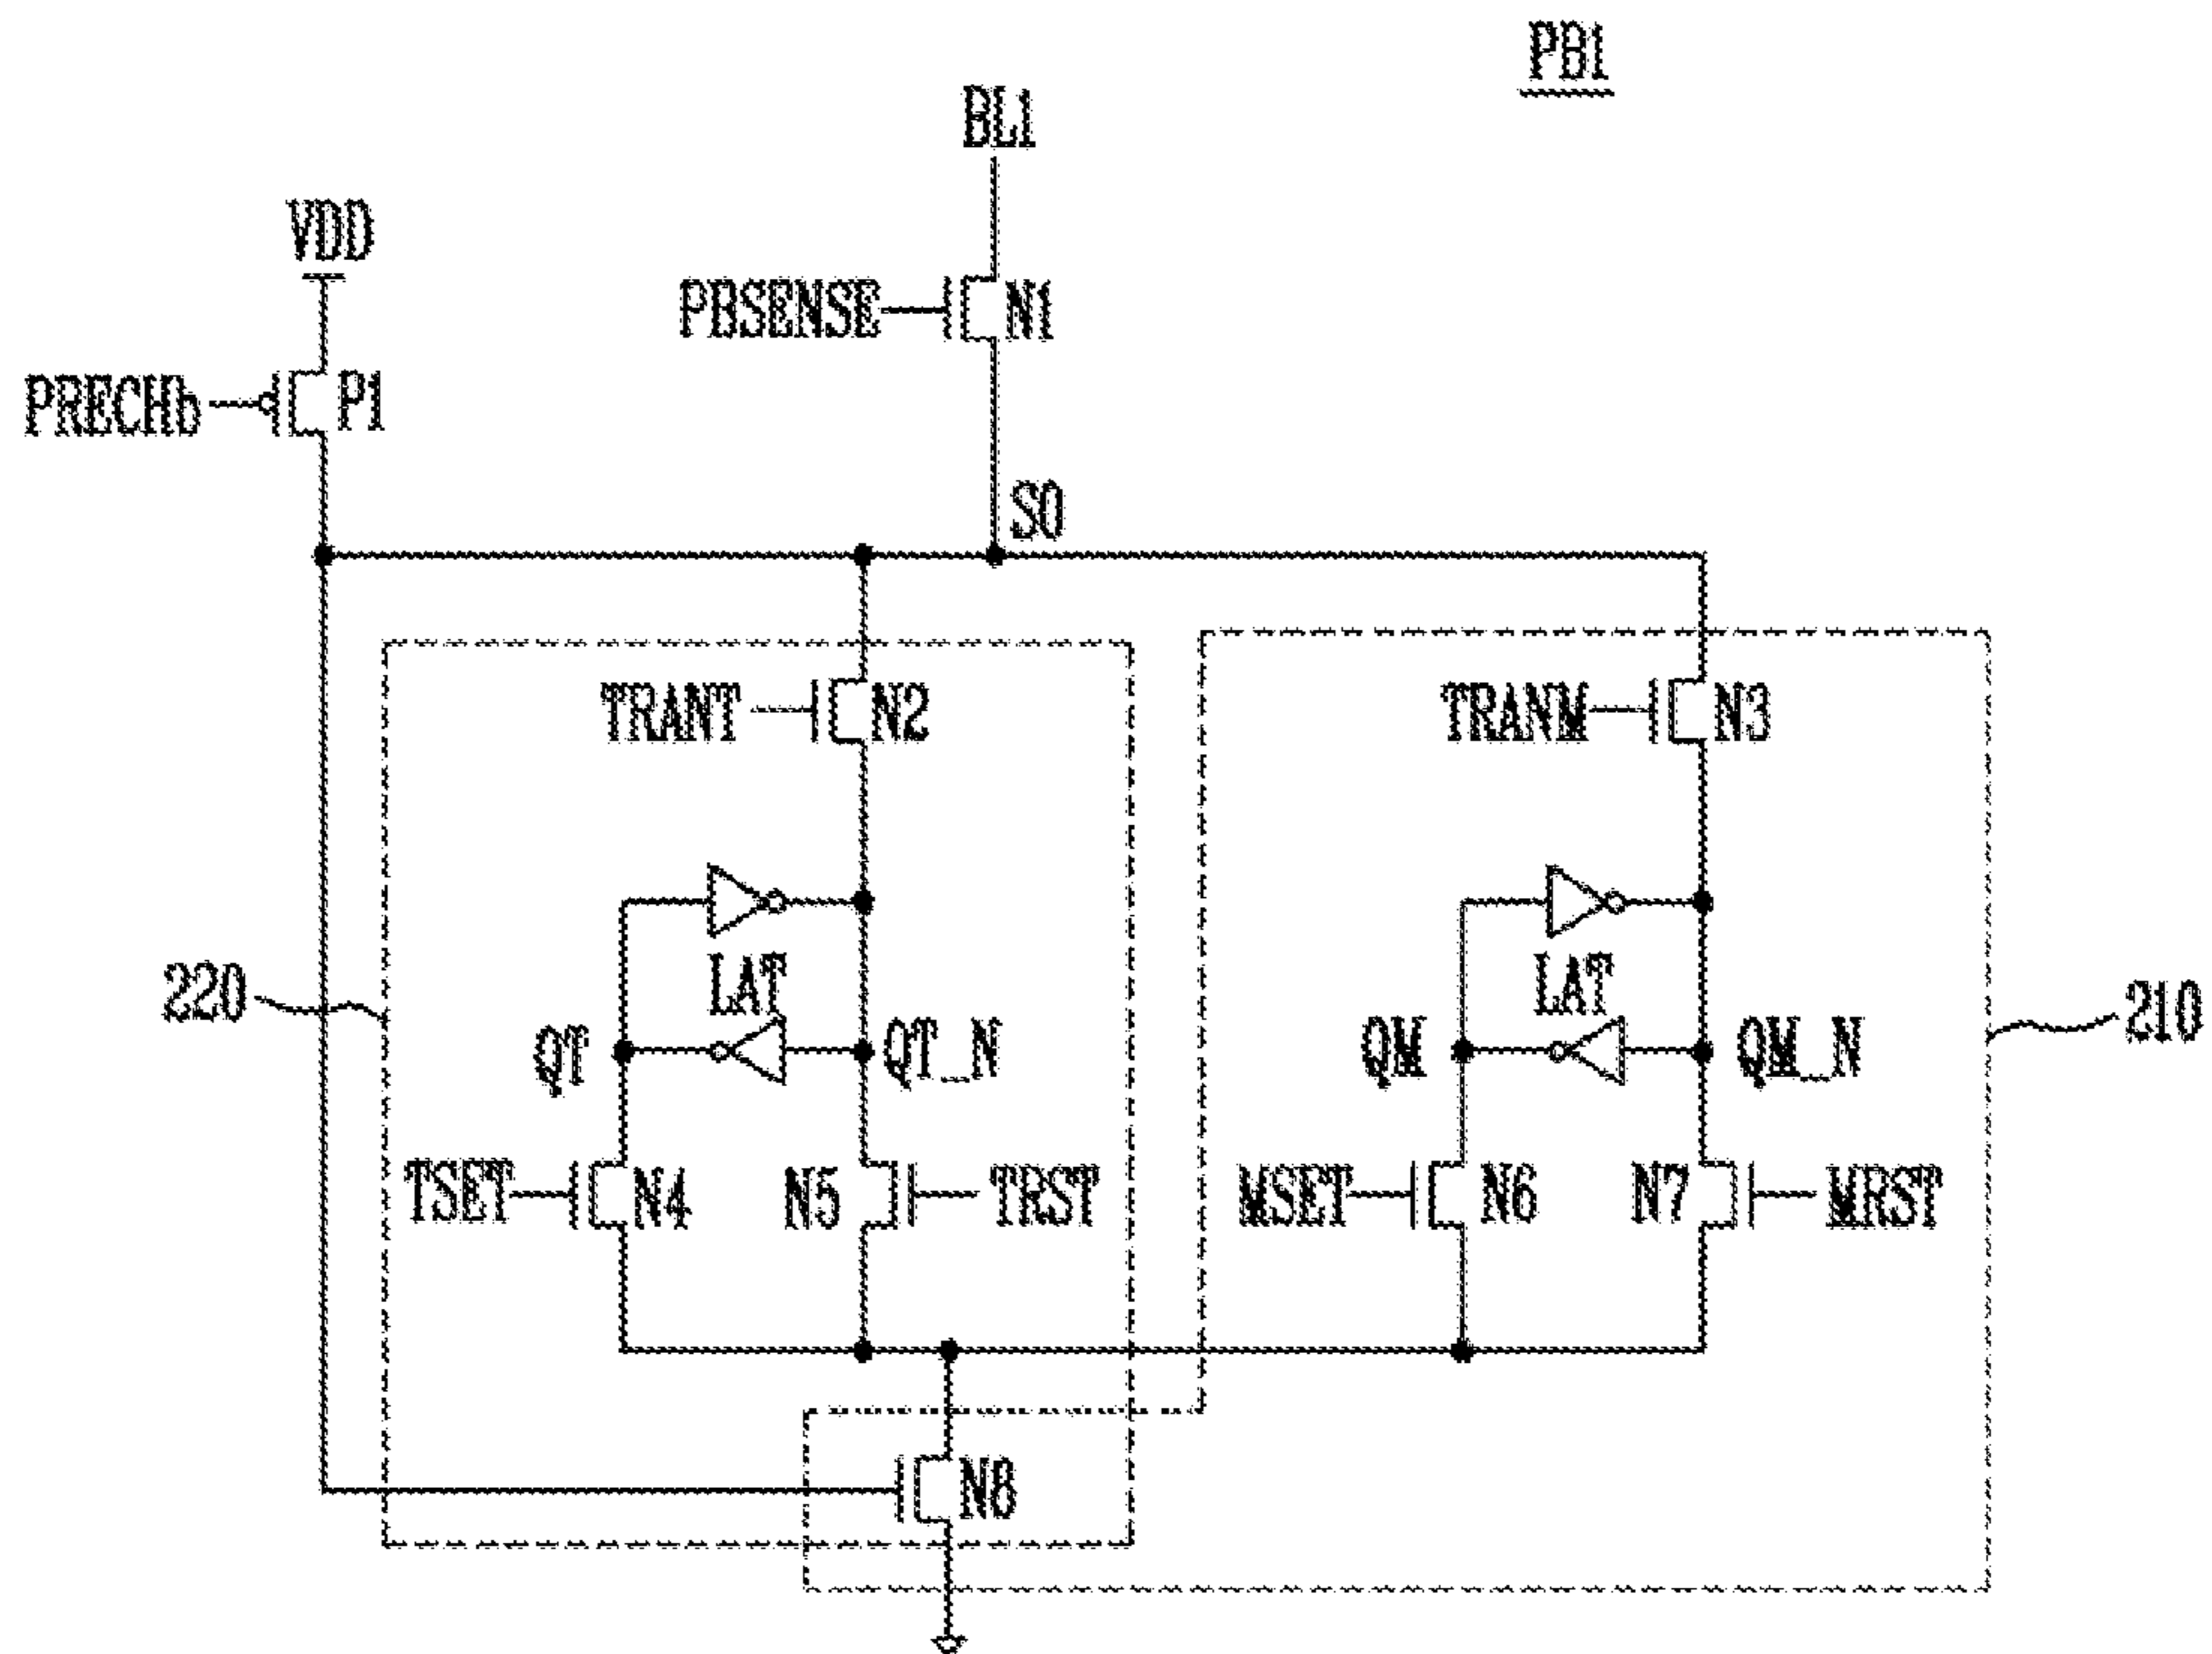 PB1
BL1
VDD
PBSENSE
N1
PRECHb
P1
SO
TRANT
N2
TRANM
N3
LAT
LAT
220
QT
QT_N
QM
QM_N
210
TSET
N4
N5
TRST
MSET
N6
N7
MRST
N8